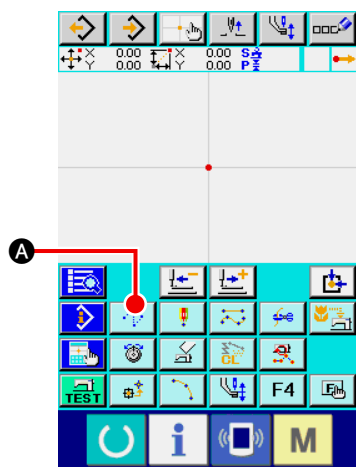 X 0.00 X 0.00 S
Y 0.00 Y 0.00 P
A
CL
TEST F4 F
i M